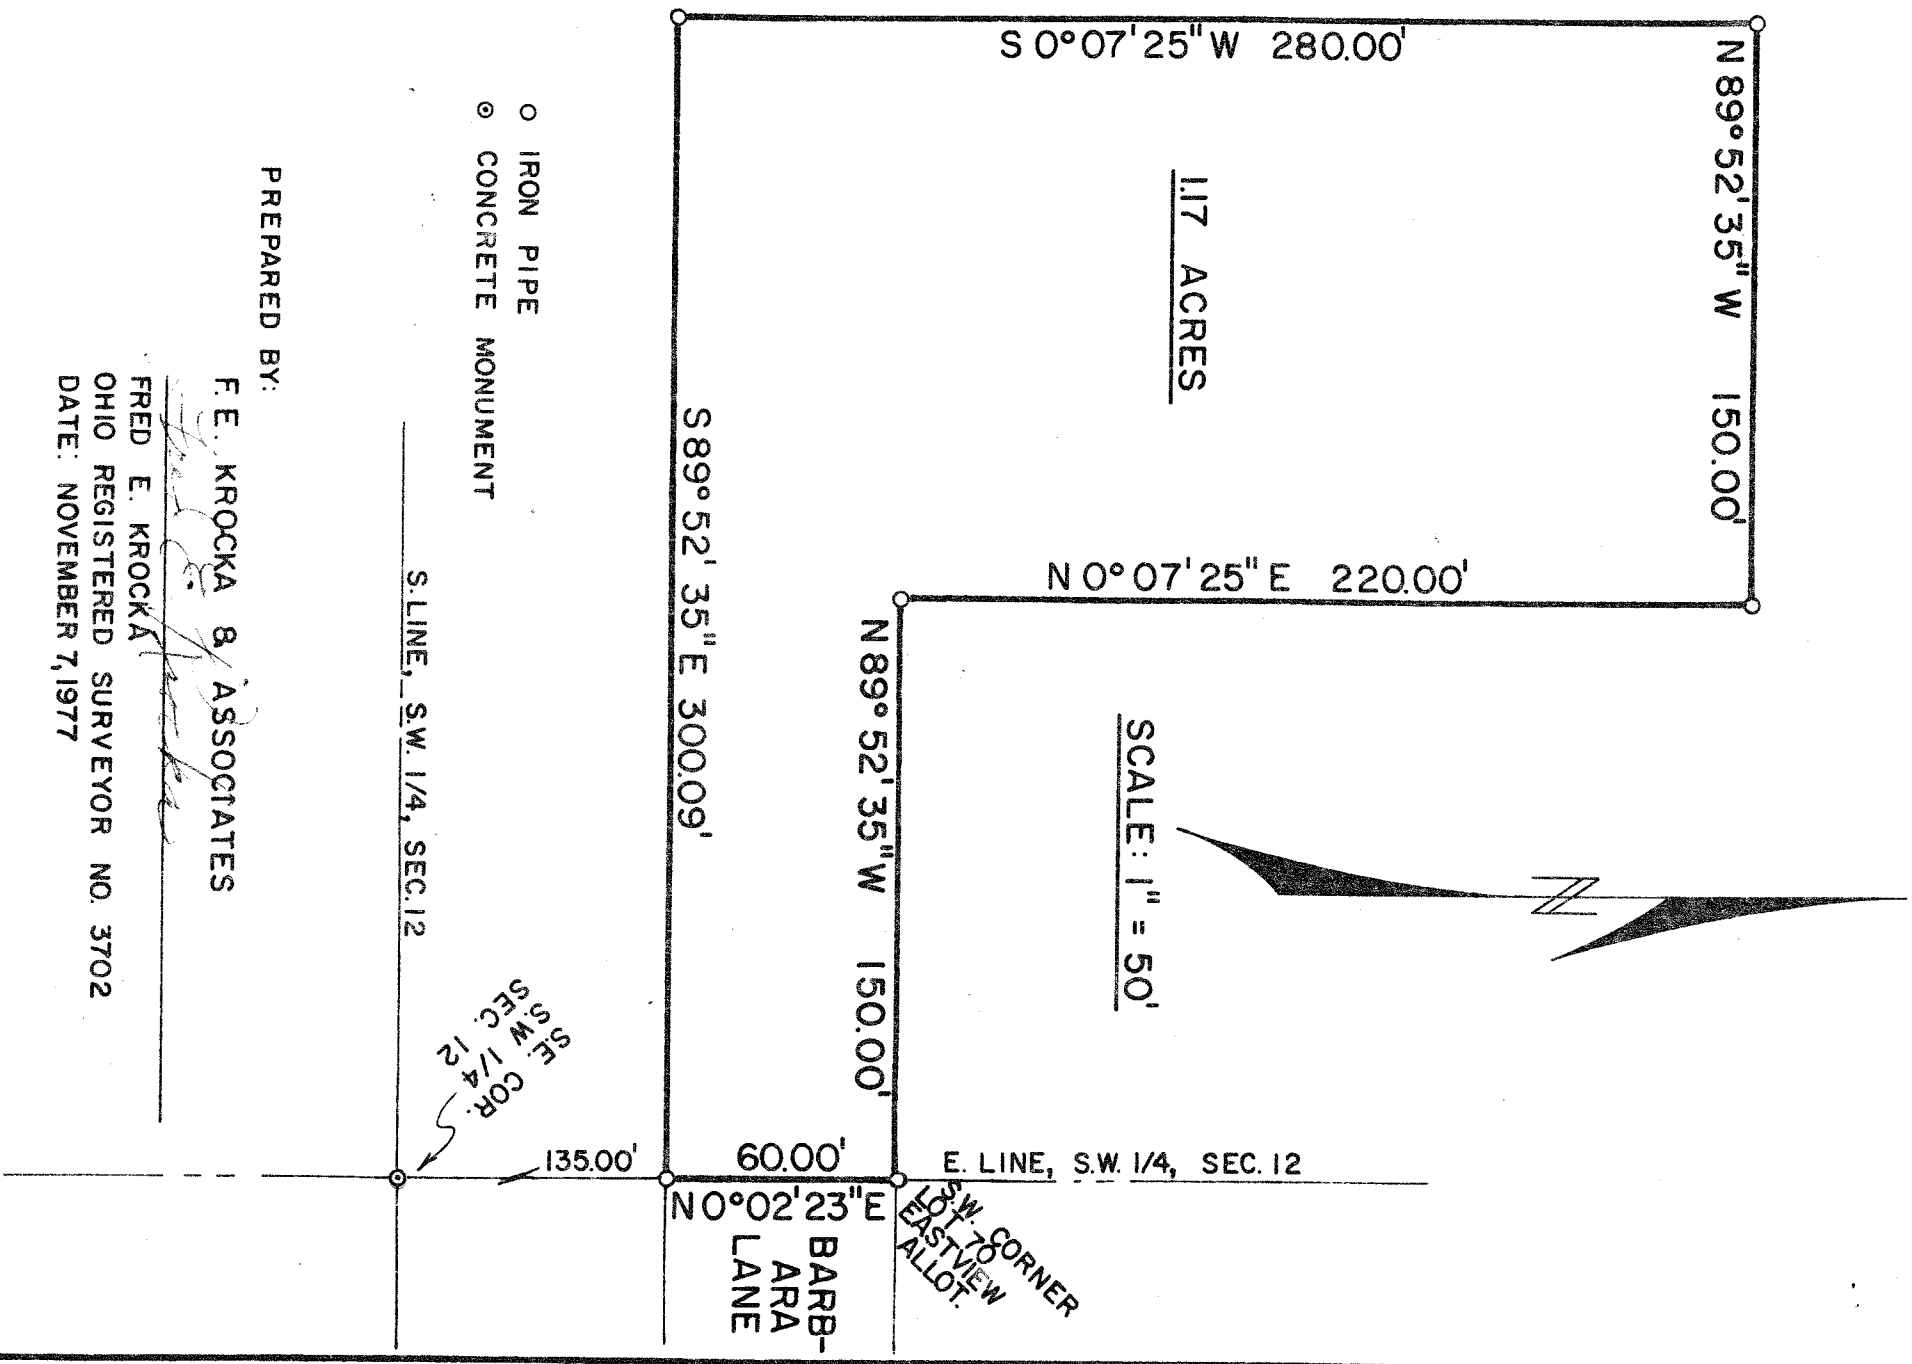 S 0° 07' 25" W 280.00'
N 89° 52' 35" W 150.00'
1.17 ACRES
N 0° 07' 25" E 220.00'
N 89° 52' 35" W 150.00'
SCALE: 1" = 50'
N
S 89° 52' 35" E 300.09'
60.00'
N 0° 02' 23" E
135.00'
E. LINE, S.W. 1/4, SEC. 12
S.W. CORNER
LOT 70
EASTVIEW
ALLOT.
BARB-
ARA
LANE
S.E. COR.
S.W 1/4
SEC. 12
S. LINE, S.W. 1/4, SEC. 12
○ IRON PIPE
⊙ CONCRETE MONUMENT
PREPARED BY:
F. E. KROCKA & ASSOCIATES
Fred E. Krocka
FRED E. KROCKA
OHIO REGISTERED SURVEYOR NO. 3702
DATE: NOVEMBER 7, 1977